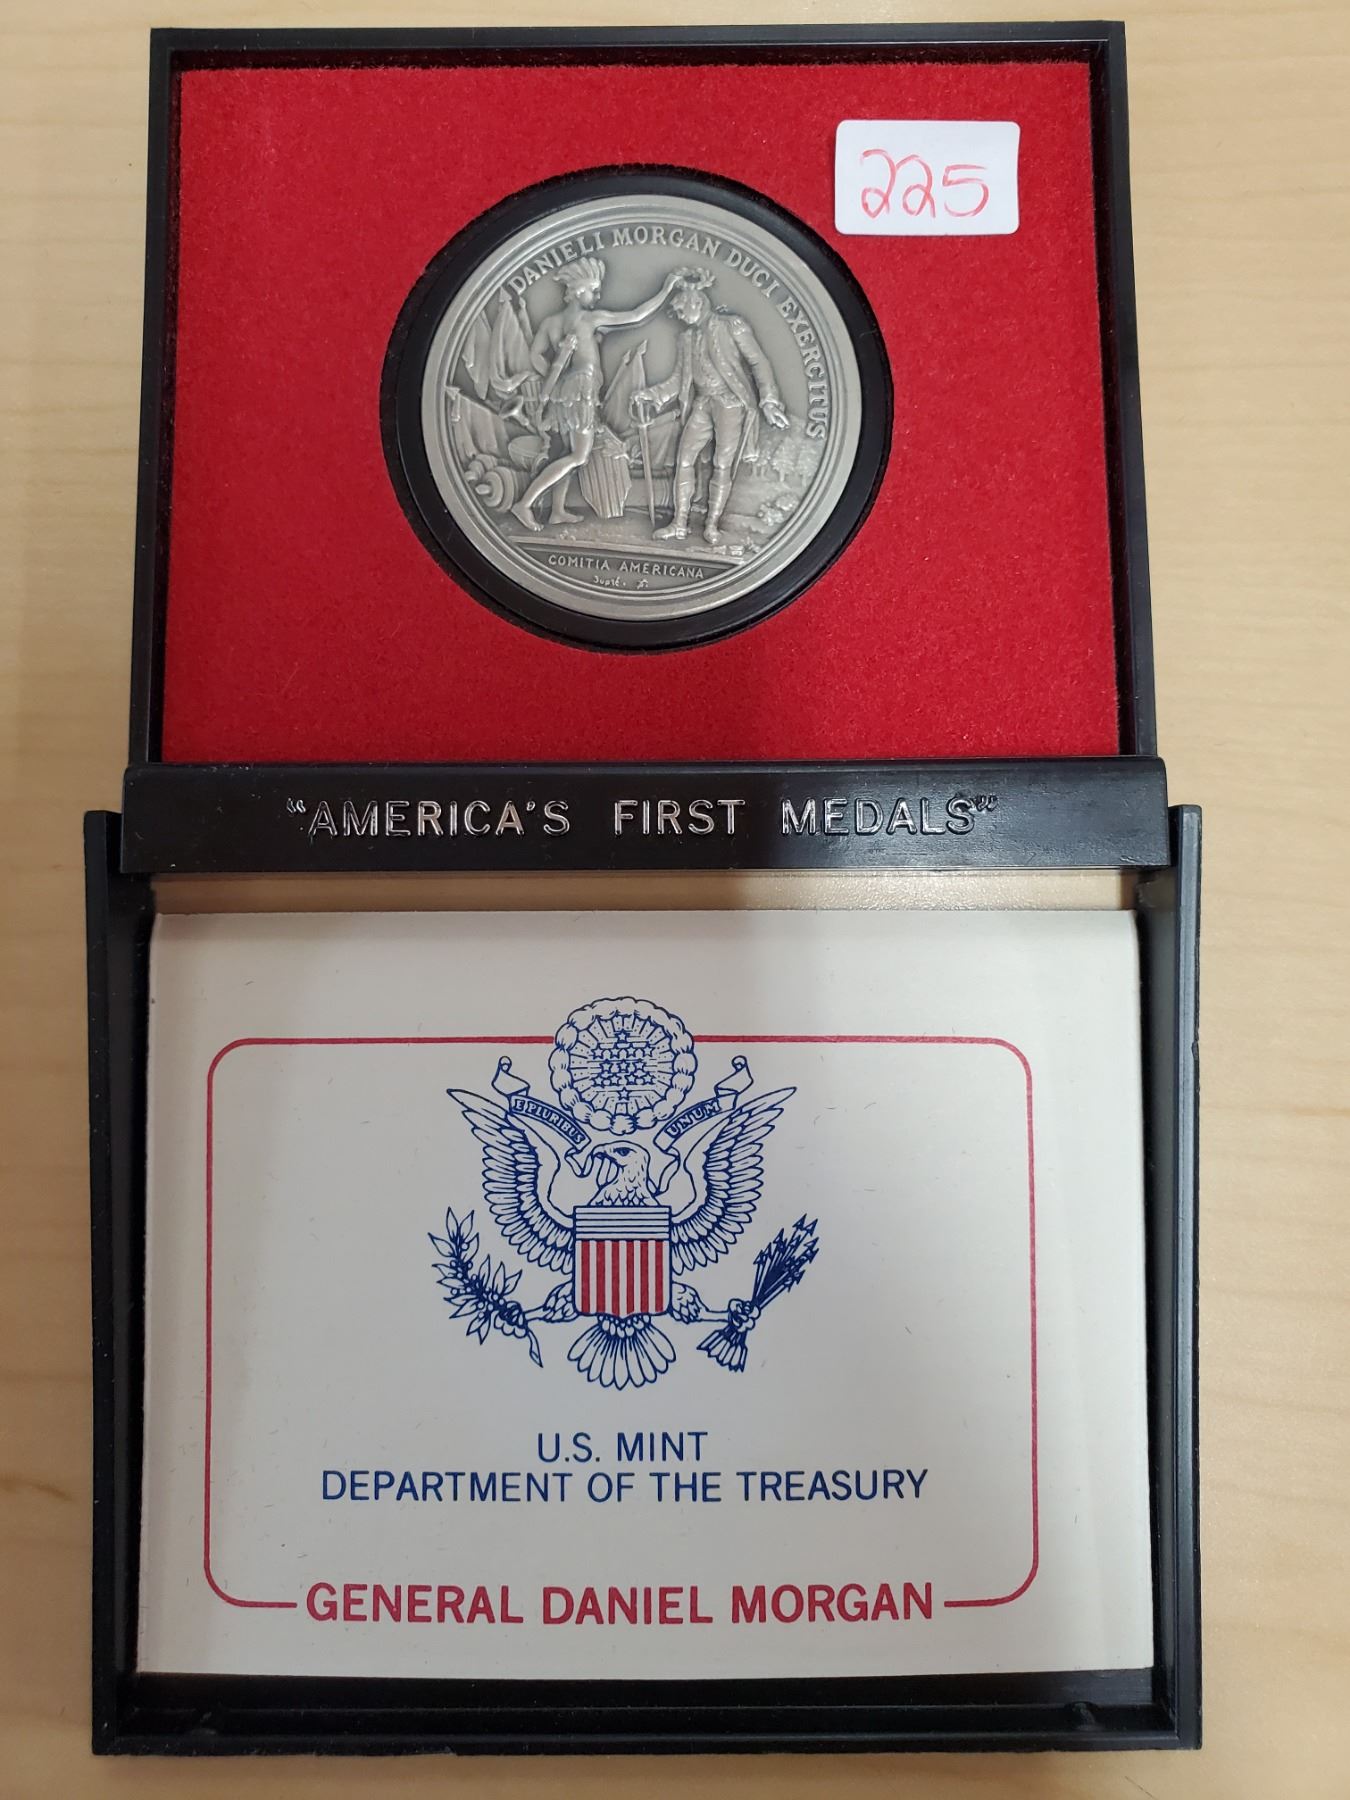 225
DANIELI MORGAN DUCI EXERCITUS
COMITIA AMERICANA
Dupré.
"AMERICA'S FIRST MEDALS"
E PLURIBUS UNUM
U.S. MINT
DEPARTMENT OF THE TREASURY
GENERAL DANIEL MORGAN